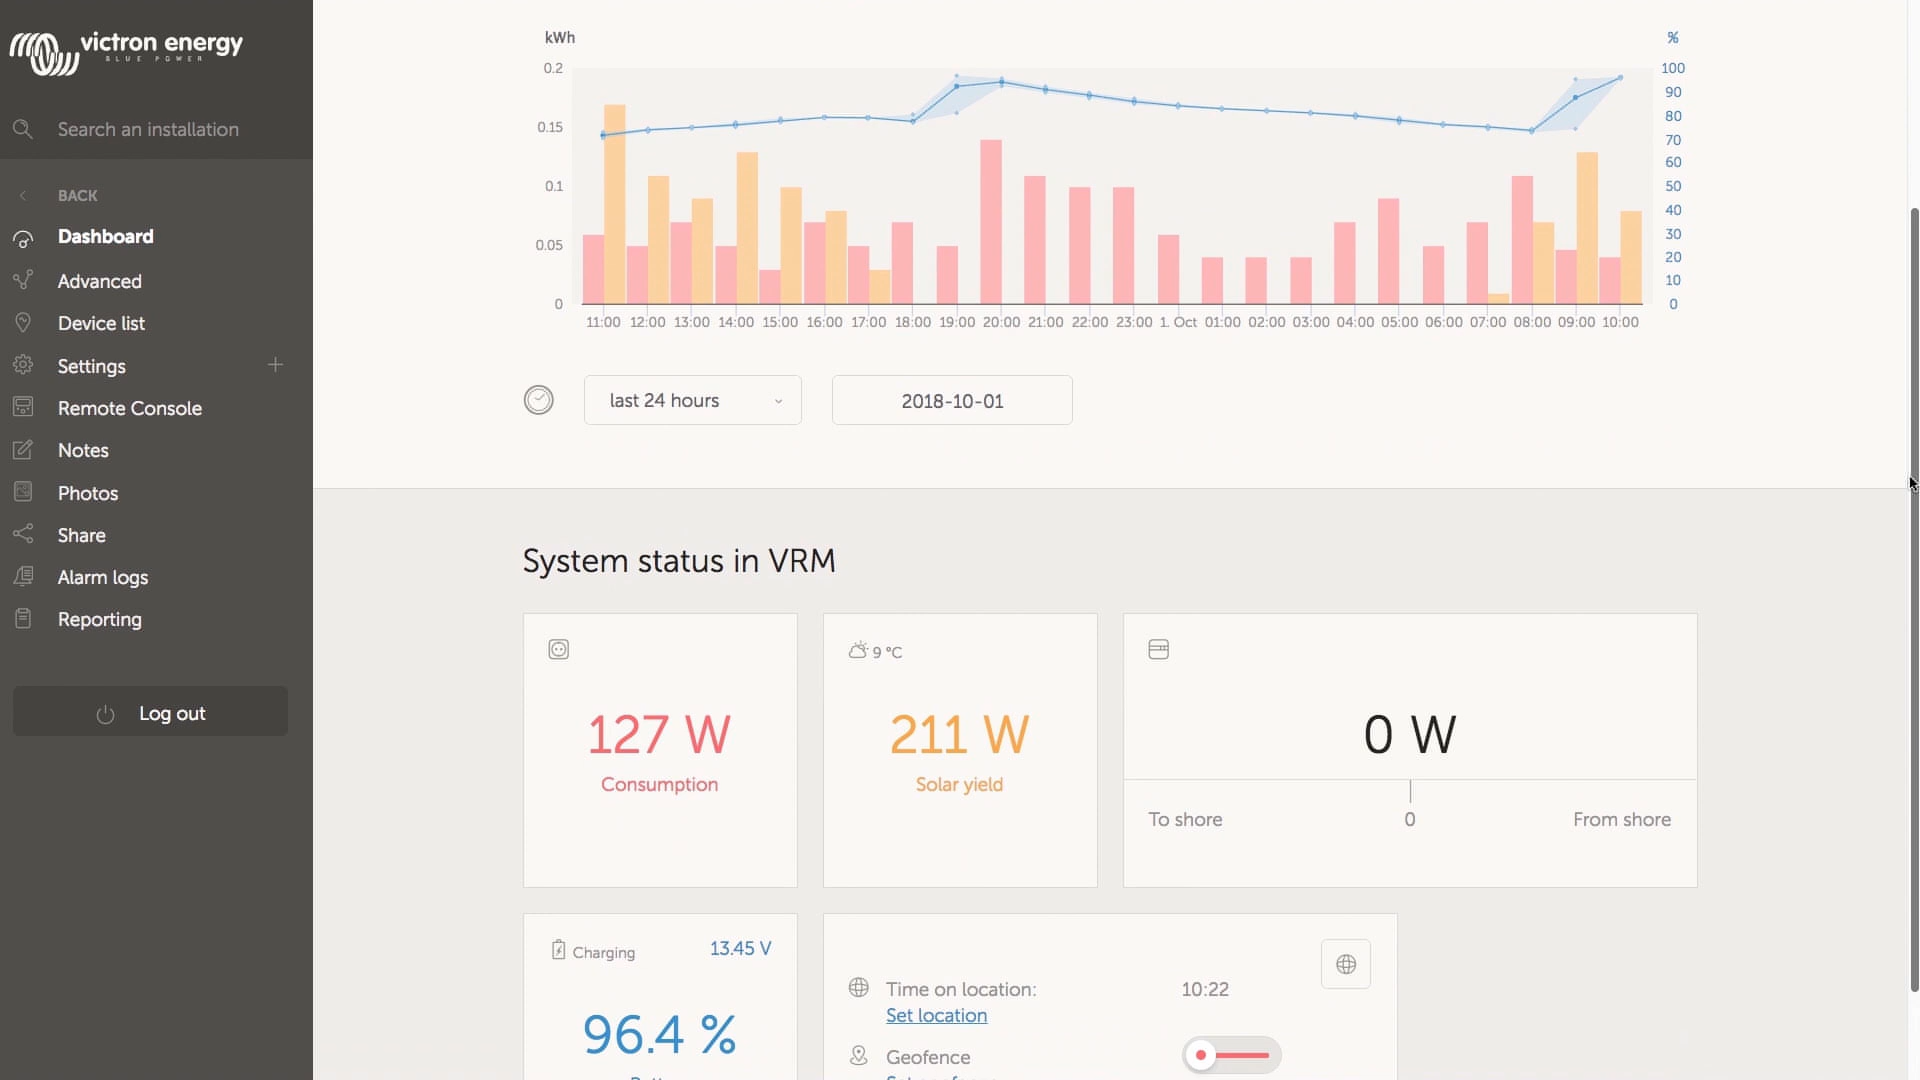 victron energy
BLUE POWER
Search an installation
BACK
Dashboard
Advanced
Device list
Settings
Remote Console
Notes
Photos
Share
Alarm logs
Reporting
Log out
kWh
%
0.2
0.15
0.1
0.05
0
100
90
80
70
60
50
40
30
20
10
0
11:00 12:00 13:00 14:00 15:00 16:00 17:00 18:00 19:00 20:00 21:00 22:00 23:00 1. Oct 01:00 02:00 03:00 04:00 05:00 06:00 07:00 08:00 09:00 10:00
last 24 hours
2018-10-01
System status in VRM
127 W
Consumption
9 °C
211 W
Solar yield
0 W
To shore
0
From shore
Charging
13.45 V
96.4 %
Time on location:
10:22
Set location
Geofence